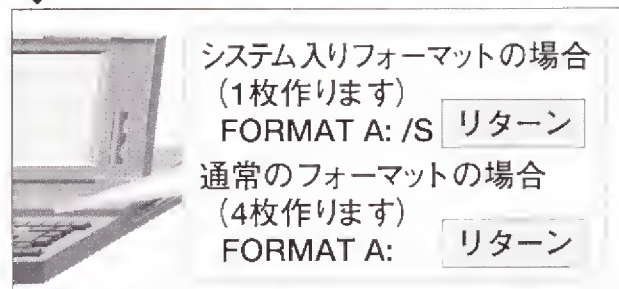 システム入りフォーマットの場合
(1枚作ります)
FORMAT A: /S リターン
通常のフォーマットの場合
(4枚作ります)
FORMAT A: リターン